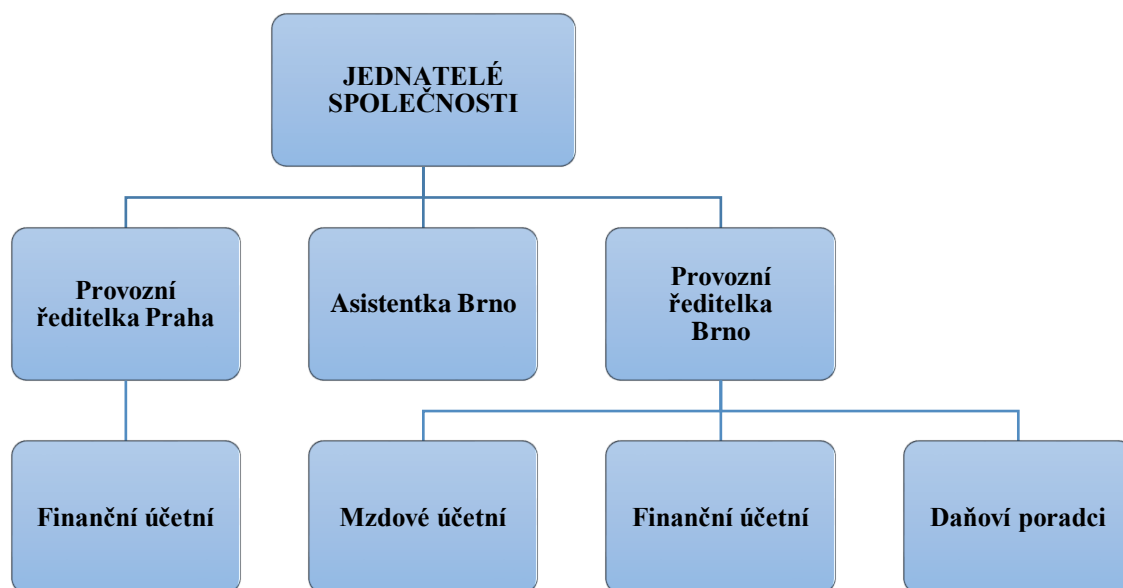 JEDNATELÉ
SPOLEČNOSTI
Provozní
ředitelka Praha
Asistentka Brno
Provozní
ředitelka
Brno
Finanční účetní
Mzdové účetní
Finanční účetní
Daňoví poradci